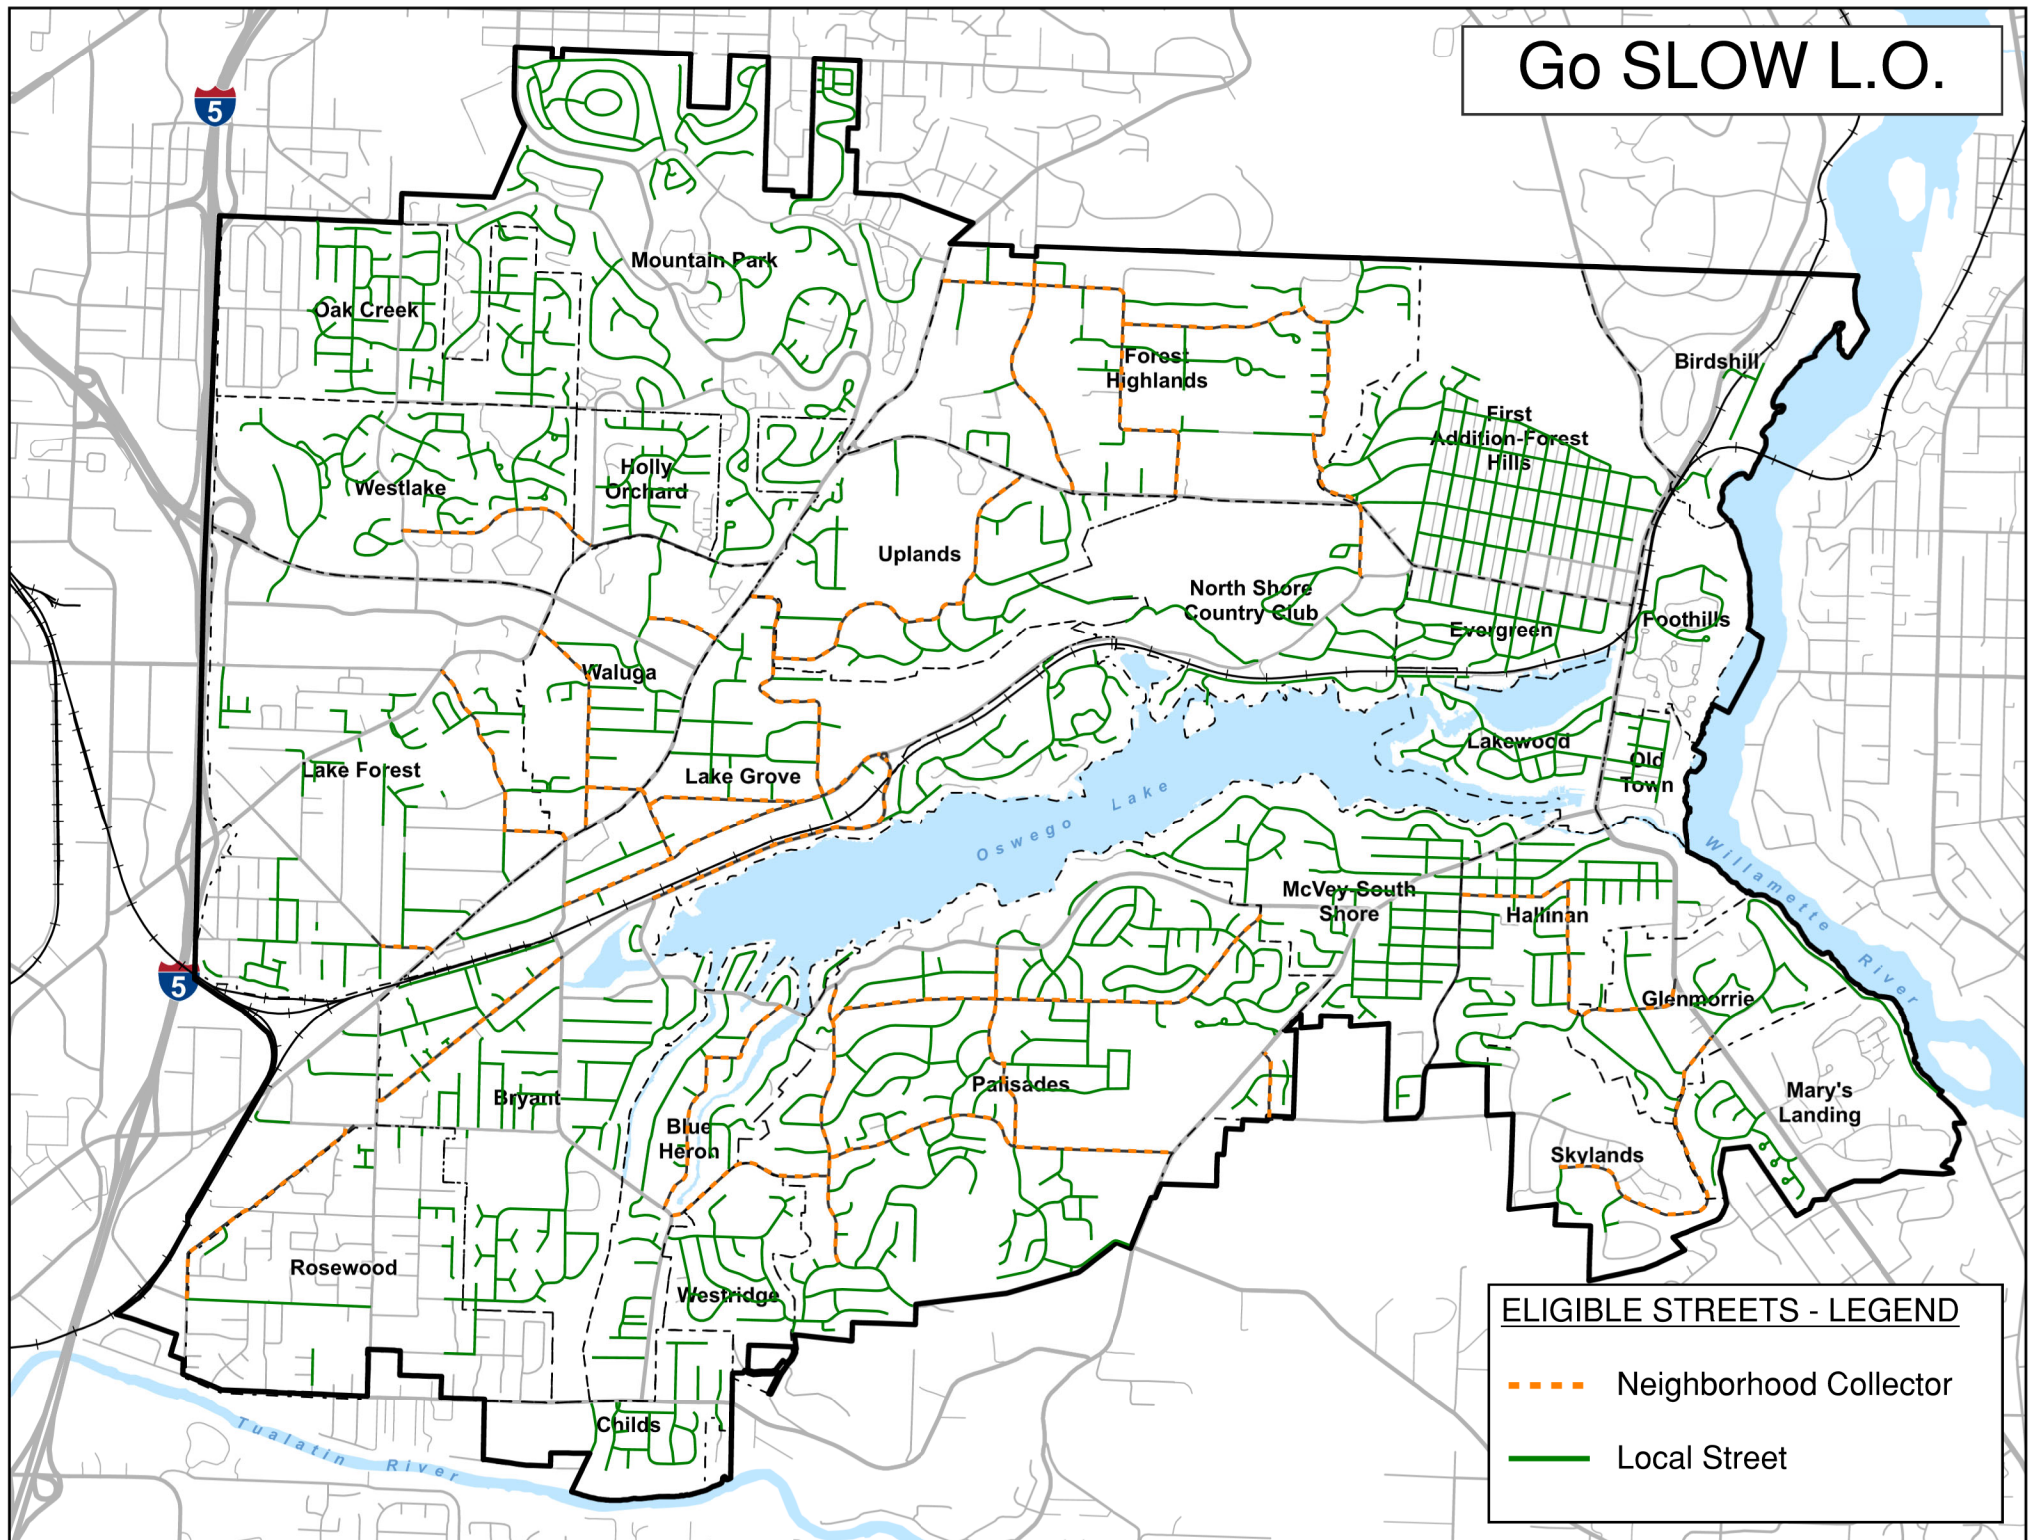 Go SLOW L.O.
5
Mountain Park
Oak Creek
Forest
Highlands
Birdshill
First
Addition-Forest
Hills
Holly
Orchard
Westlake
Uplands
North Shore
Country Club
Evergreen
Foothills
Waluga
Lakewood
Lake Forest
Lake Grove
Old
Town
Oswego Lake
Willamette River
McVey-South
Shore
Hallinan
5
Glenmorrie
Palisades
Bryant
Mary's
Landing
Blue
Heron
Skylands
Rosewood
Westridge
Childs
Tualatin River
ELIGIBLE STREETS - LEGEND
Neighborhood Collector
Local Street